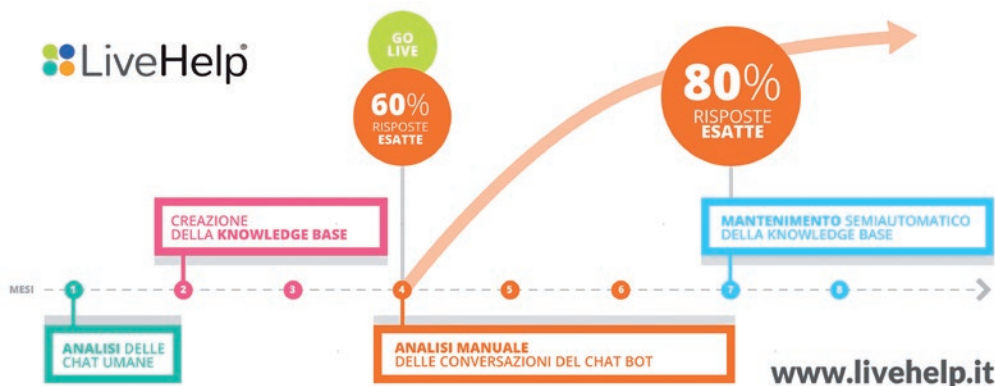 LiveHelp®
GO
LIVE
60%
RISPOSTE
ESATTE
80%
RISPOSTE
ESATTE
CREAZIONE
DELLA KNOWLEDGE BASE
MANTENIMENTO SEMIAUTOMATICO
DELLA KNOWLEDGE BASE
MESI 1 2 3 4 5 6 7 8
ANALISI DELLE
CHAT UMANE
ANALISI MANUALE
DELLE CONVERSAZIONI DEL CHAT BOT
www.livehelp.it